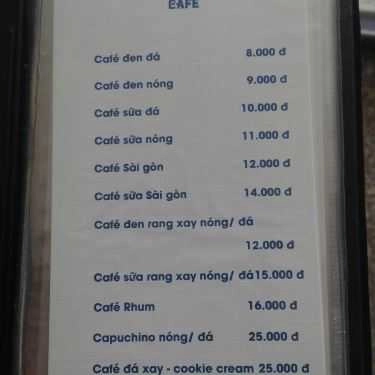 CAFÉ
Café đen đá 8.000 đ
Café đen nóng 9.000 đ
Café sữa đá 10.000 đ
Café sữa nóng 11.000 đ
Café Sài gòn 12.000 đ
Café sữa Sài gòn 14.000 đ
Café đen rang xay nóng/ đá
12.000 đ
Café sữa rang xay nóng/ đá15.000 đ
Café Rhum 16.000 đ
Capuchino nóng/ đá 25.000 đ
Café đá xay - cookie cream 25.000 đ